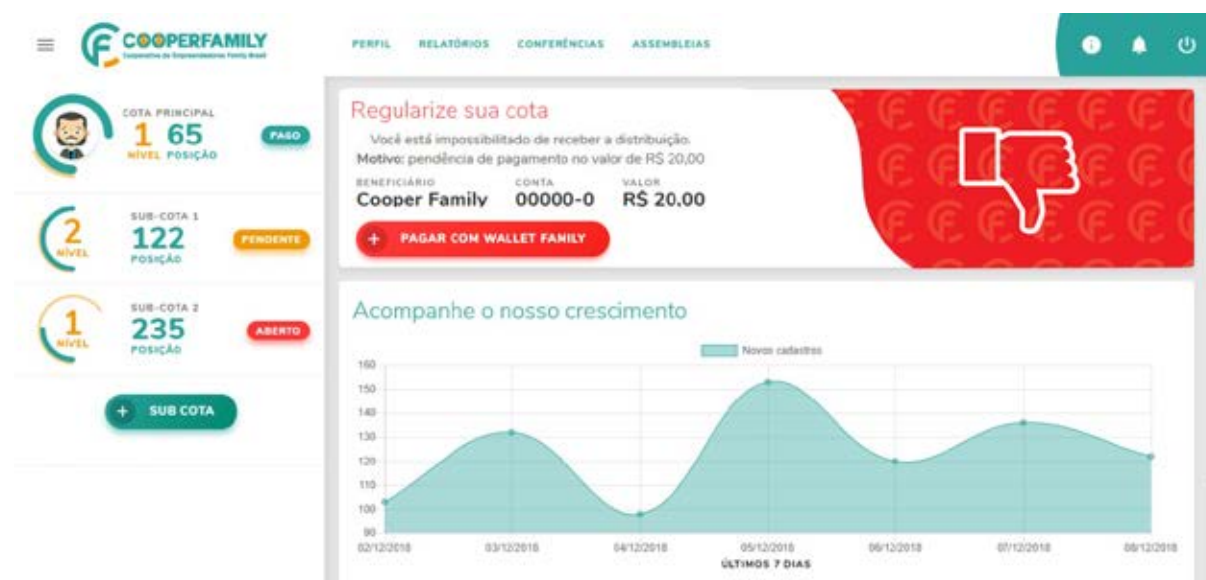 COOPERFAMILY
Cooperativa de Empreendedores Family Brasil
PERFIL RELATÓRIOS CONFERÊNCIAS ASSEMBLEIAS
COTA PRINCIPAL
1 65
NÍVEL POSIÇÃO
PAGO
SUB-COTA 1
2
NÍVEL
122
POSIÇÃO
PENDENTE
SUB-COTA 2
1
NÍVEL
235
POSIÇÃO
ABERTO
+ SUB COTA
Regularize sua cota
Você está impossibilitado de receber a distribuição.
Motivo: pendência de pagamento no valor de R$ 20,00
BENEFICIÁRIO CONTA VALOR
Cooper Family 00000-0 R$ 20.00
+ PAGAR COM WALLET FANILY
Acompanhe o nosso crescimento
Novos cadastros
160
150
140
130
120
110
100
90
02/12/2018 03/12/2018 04/12/2018 05/12/2018 06/12/2018 07/12/2018 08/12/2018
ÚLTIMOS 7 DIAS